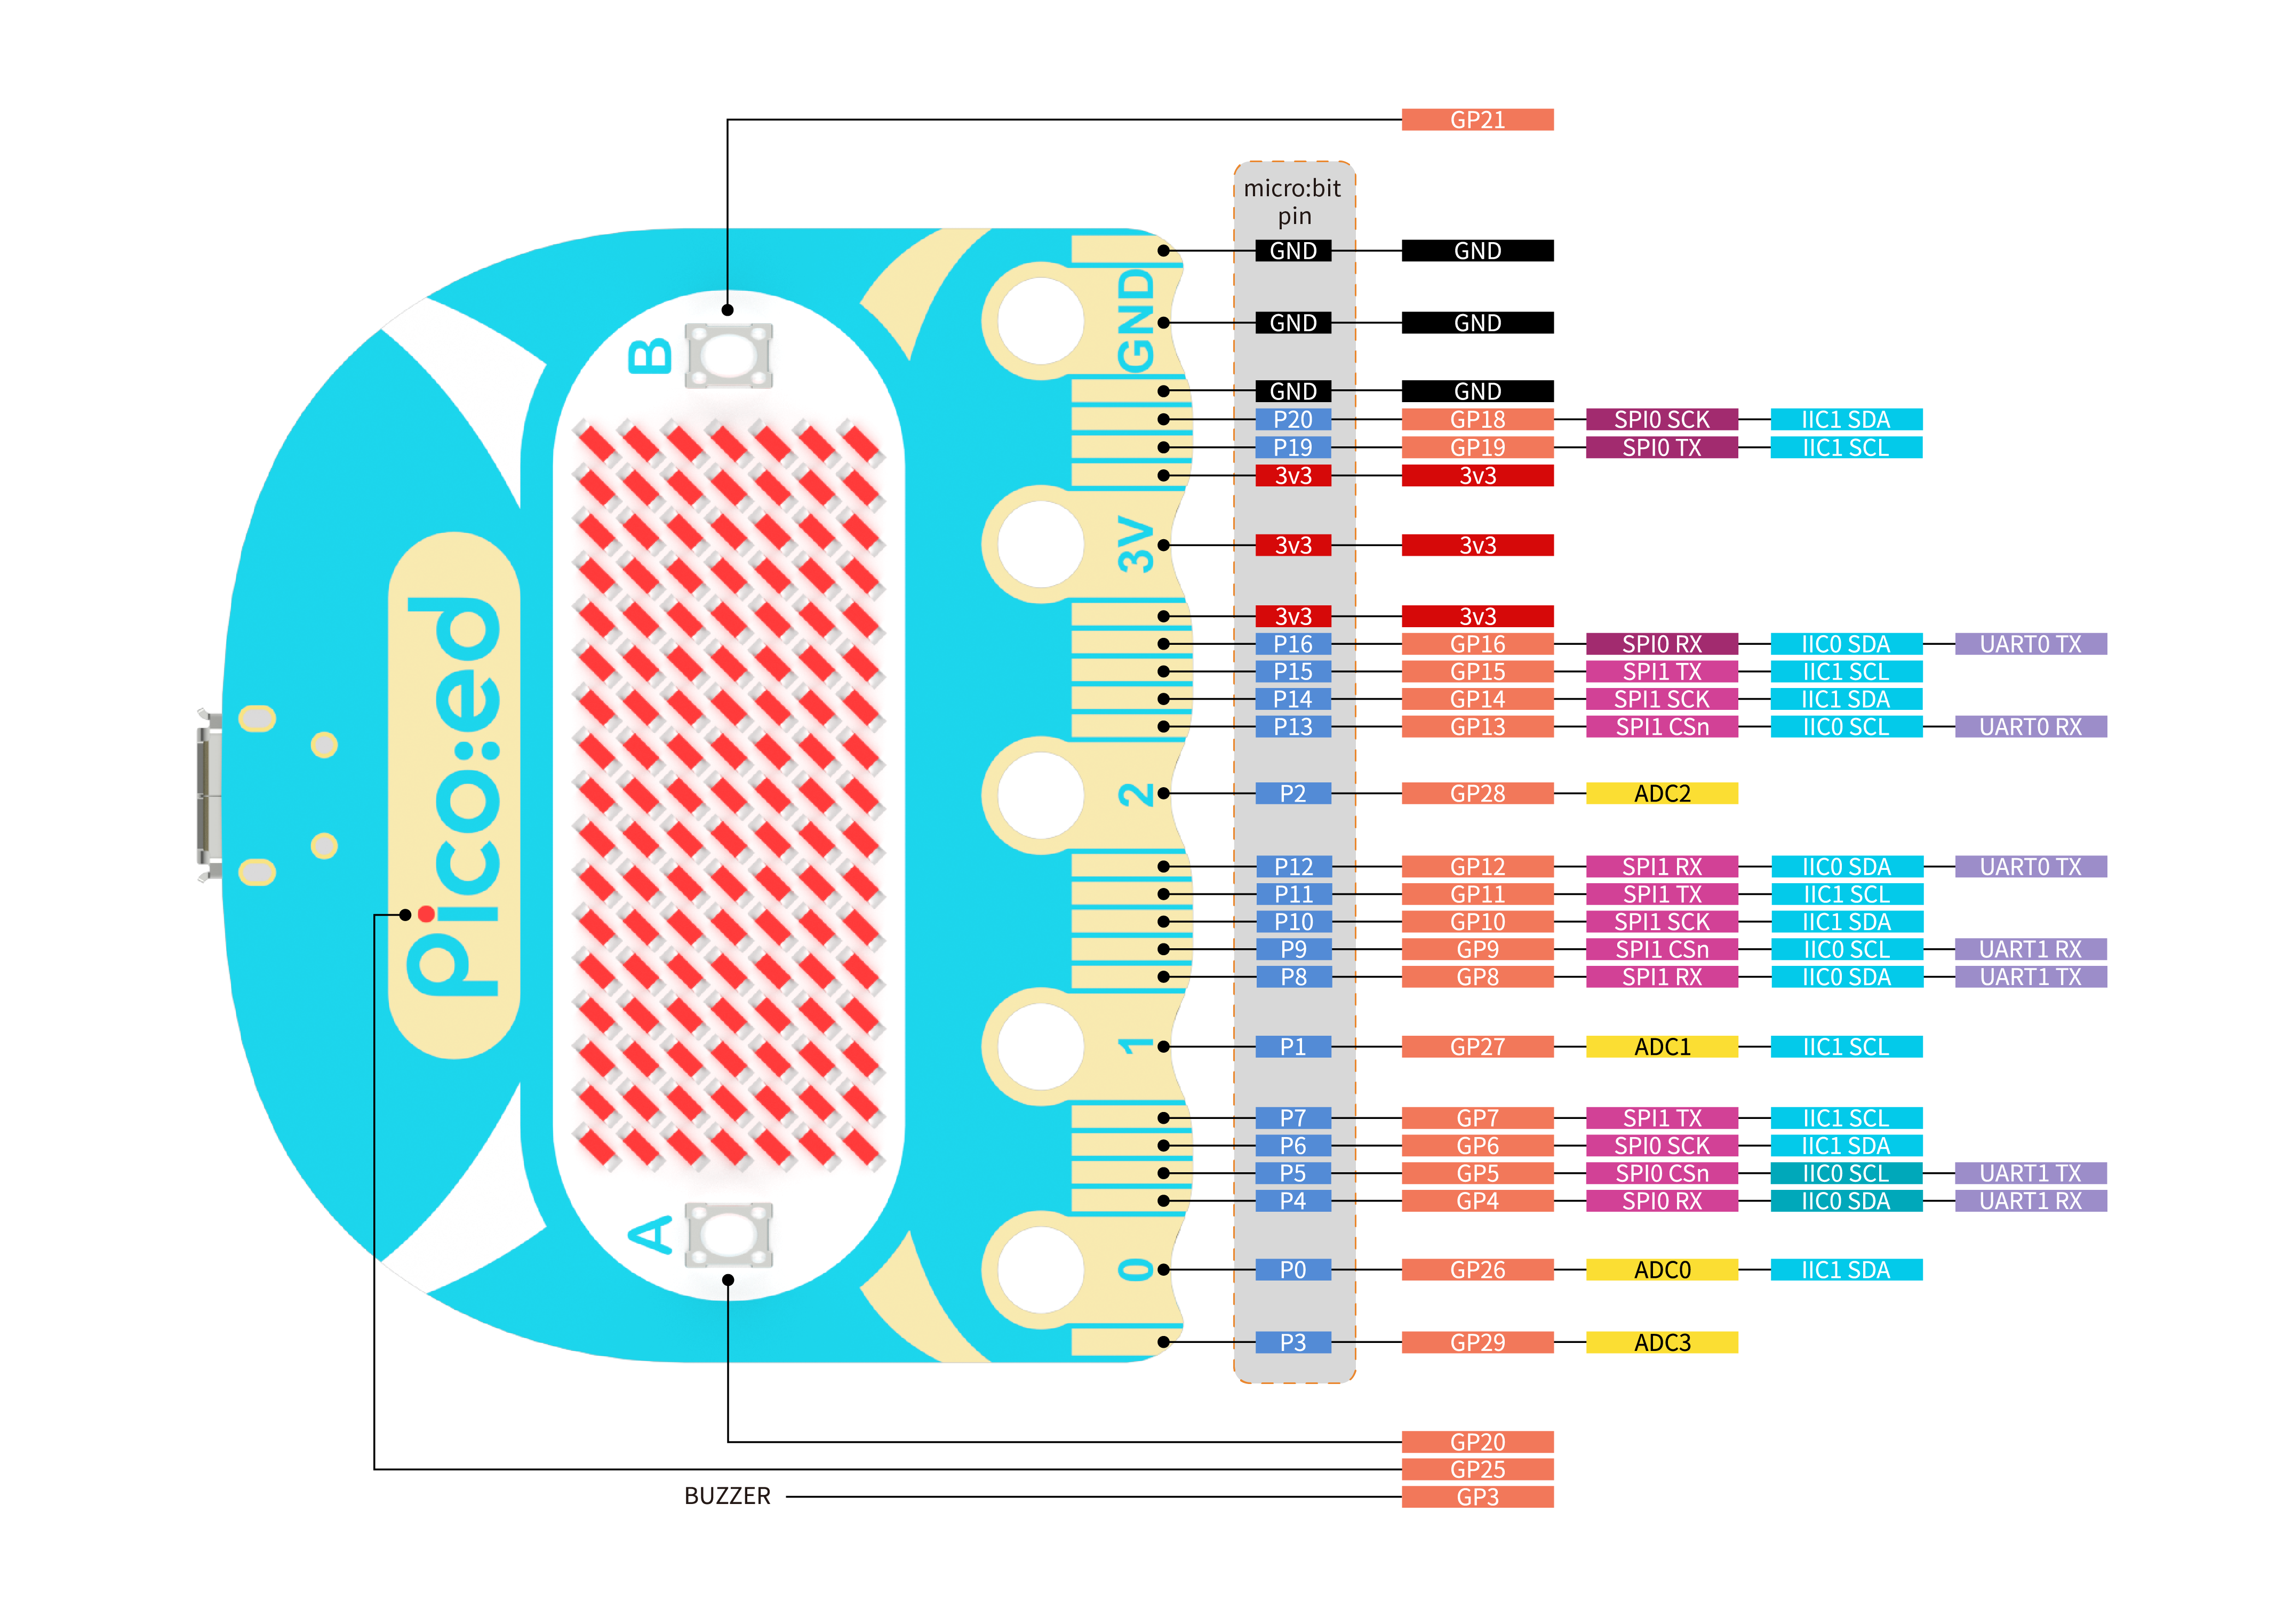 GP21
micro:bit
pin
GND GND
GND GND
GND GND
P20 GP18 SPI0 SCK IIC1 SDA
P19 GP19 SPI0 TX IIC1 SCL
3v3 3v3
3v3 3v3
3v3 3v3
P16 GP16 SPI0 RX IIC0 SDA UART0 TX
P15 GP15 SPI1 TX IIC1 SCL
P14 GP14 SPI1 SCK IIC1 SDA
P13 GP13 SPI1 CSn IIC0 SCL UART0 RX
P2 GP28 ADC2
P12 GP12 SPI1 RX IIC0 SDA UART0 TX
P11 GP11 SPI1 TX IIC1 SCL
P10 GP10 SPI1 SCK IIC1 SDA
P9 GP9 SPI1 CSn IIC0 SCL UART1 RX
P8 GP8 SPI1 RX IIC0 SDA UART1 TX
P1 GP27 ADC1 IIC1 SCL
P7 GP7 SPI1 TX IIC1 SCL
P6 GP6 SPI0 SCK IIC1 SDA
P5 GP5 SPI0 CSn IIC0 SCL UART1 TX
P4 GP4 SPI0 RX IIC0 SDA UART1 RX
P0 GP26 ADC0 IIC1 SDA
P3 GP29 ADC3
GP20
GP25
BUZZER GP3
pico:ed
A
B
0
1
2
3V
GND